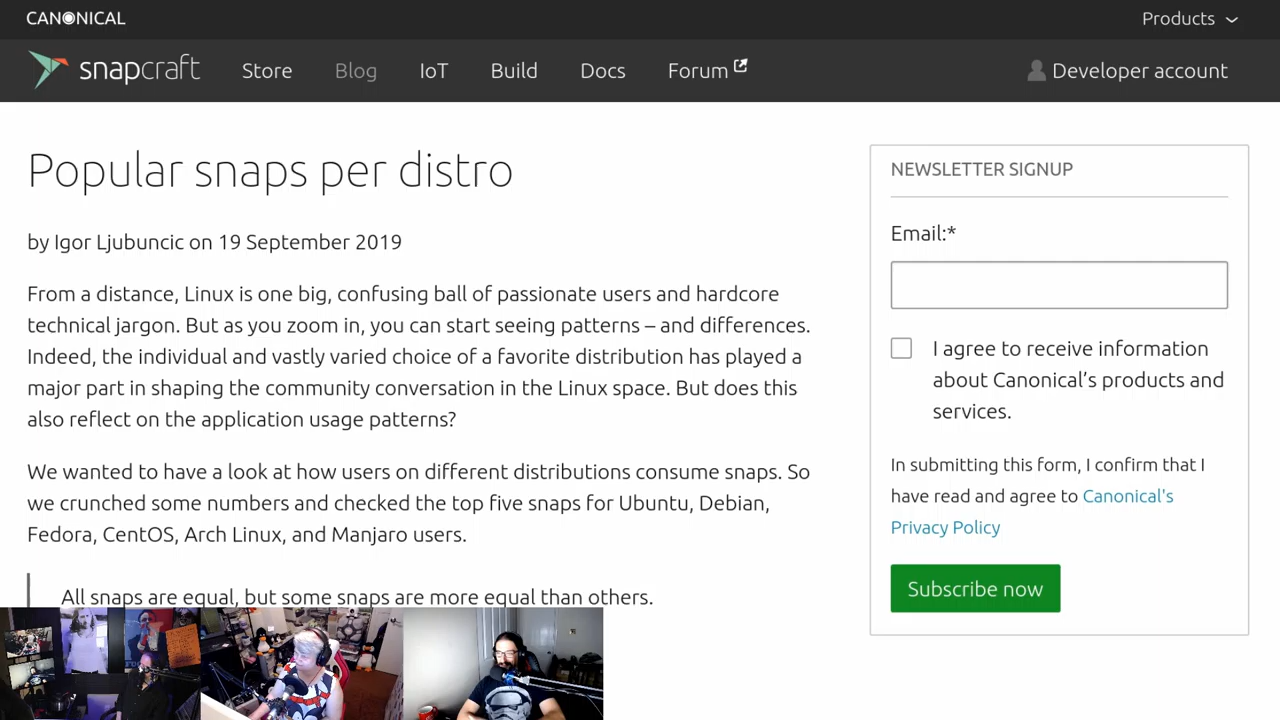 CANONICAL
Products
snapcraft
Store
Blog
IoT
Build
Docs
Forum
Developer account
Popular snaps per distro
by Igor Ljubuncic on 19 September 2019
From a distance, Linux is one big, confusing ball of passionate users and hardcore
technical jargon. But as you zoom in, you can start seeing patterns – and differences.
Indeed, the individual and vastly varied choice of a favorite distribution has played a
major part in shaping the community conversation in the Linux space. But does this
also reflect on the application usage patterns?
We wanted to have a look at how users on different distributions consume snaps. So
we crunched some numbers and checked the top five snaps for Ubuntu, Debian,
Fedora, CentOS, Arch Linux, and Manjaro users.
All snaps are equal, but some snaps are more equal than others.
NEWSLETTER SIGNUP
Email:*
I agree to receive information
about Canonical’s products and
services.
In submitting this form, I confirm that I
have read and agree to Canonical's
Privacy Policy
Subscribe now